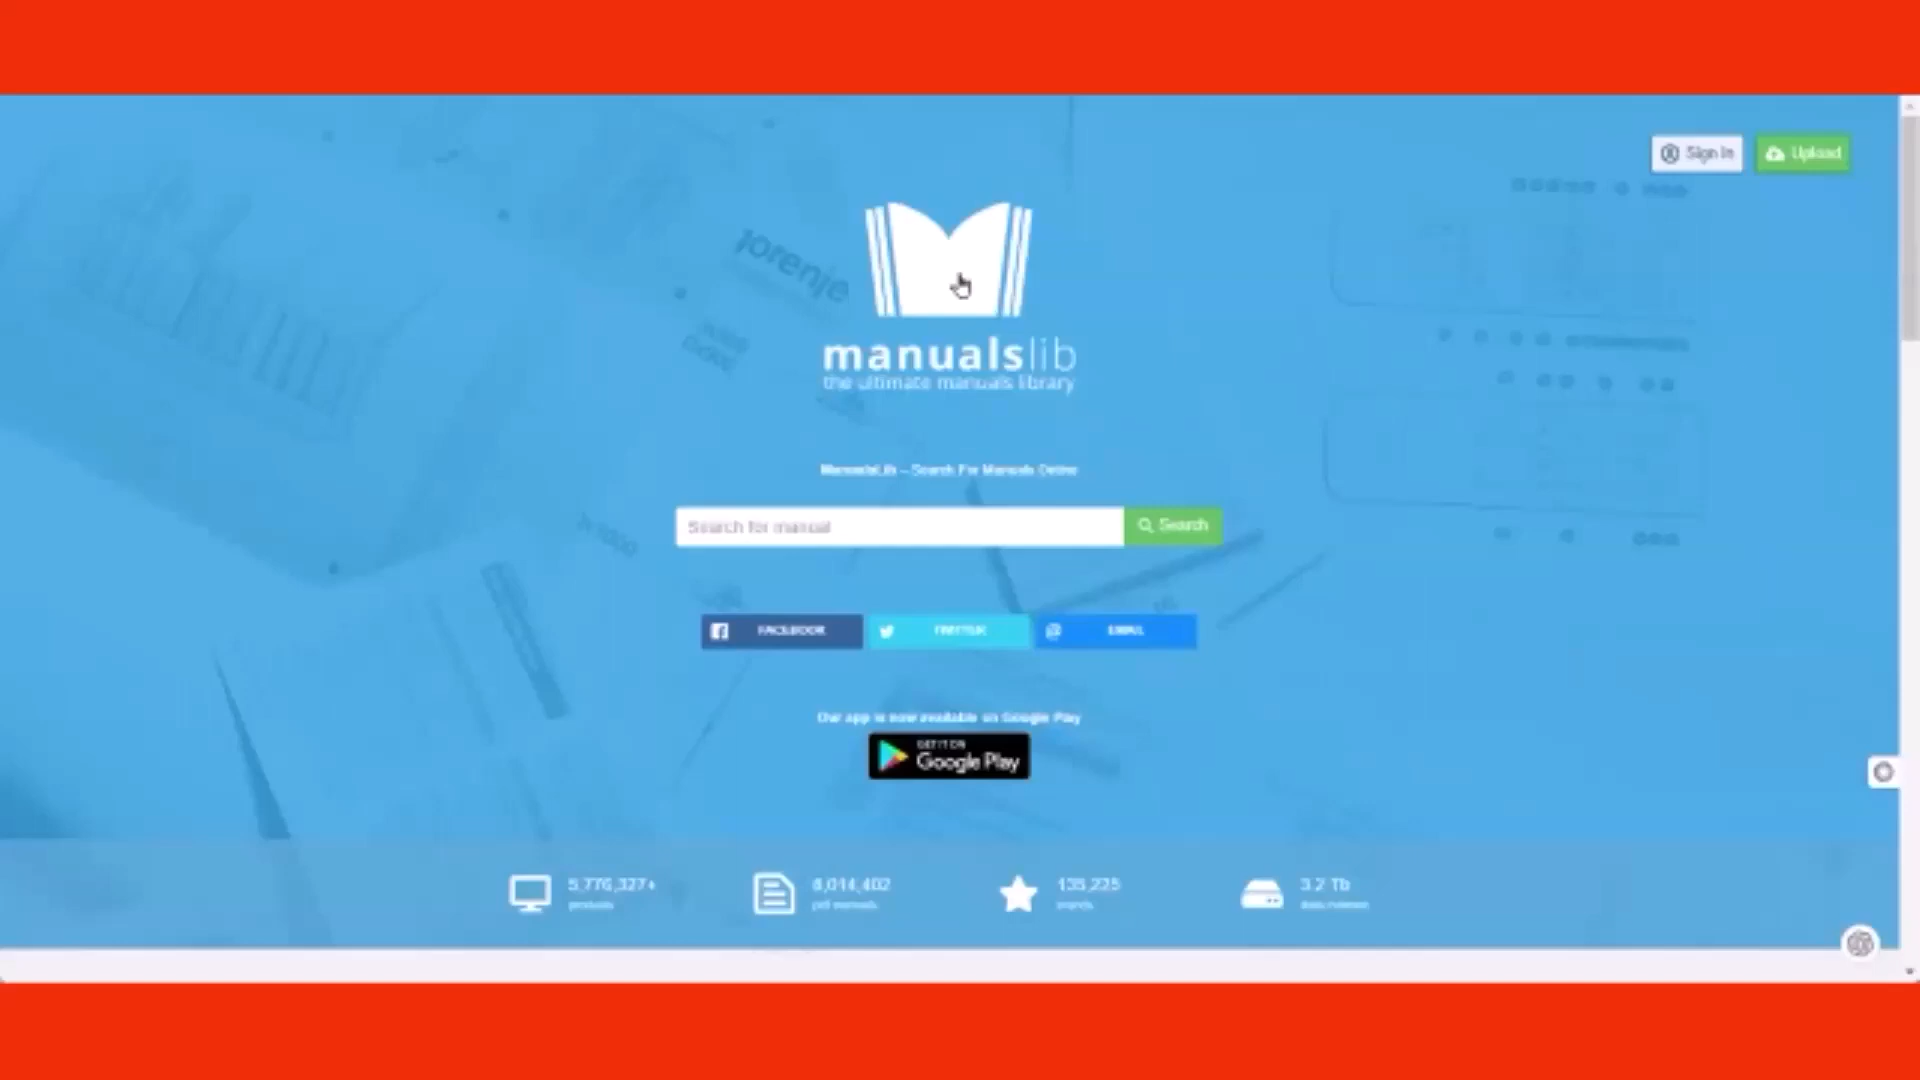 Sign In
Upload
jorenje
manualslib
the ultimate manuals library
ManualsLib – Search For Manuals Online
Search for manual
Search
FACEBOOK
TWITTER
EMAIL
Our app is now available on Google Play
GET IT ON
Google Play
5,776,327+
products
8,014,402
pdf manuals
135,225
brands
3.2 Tb